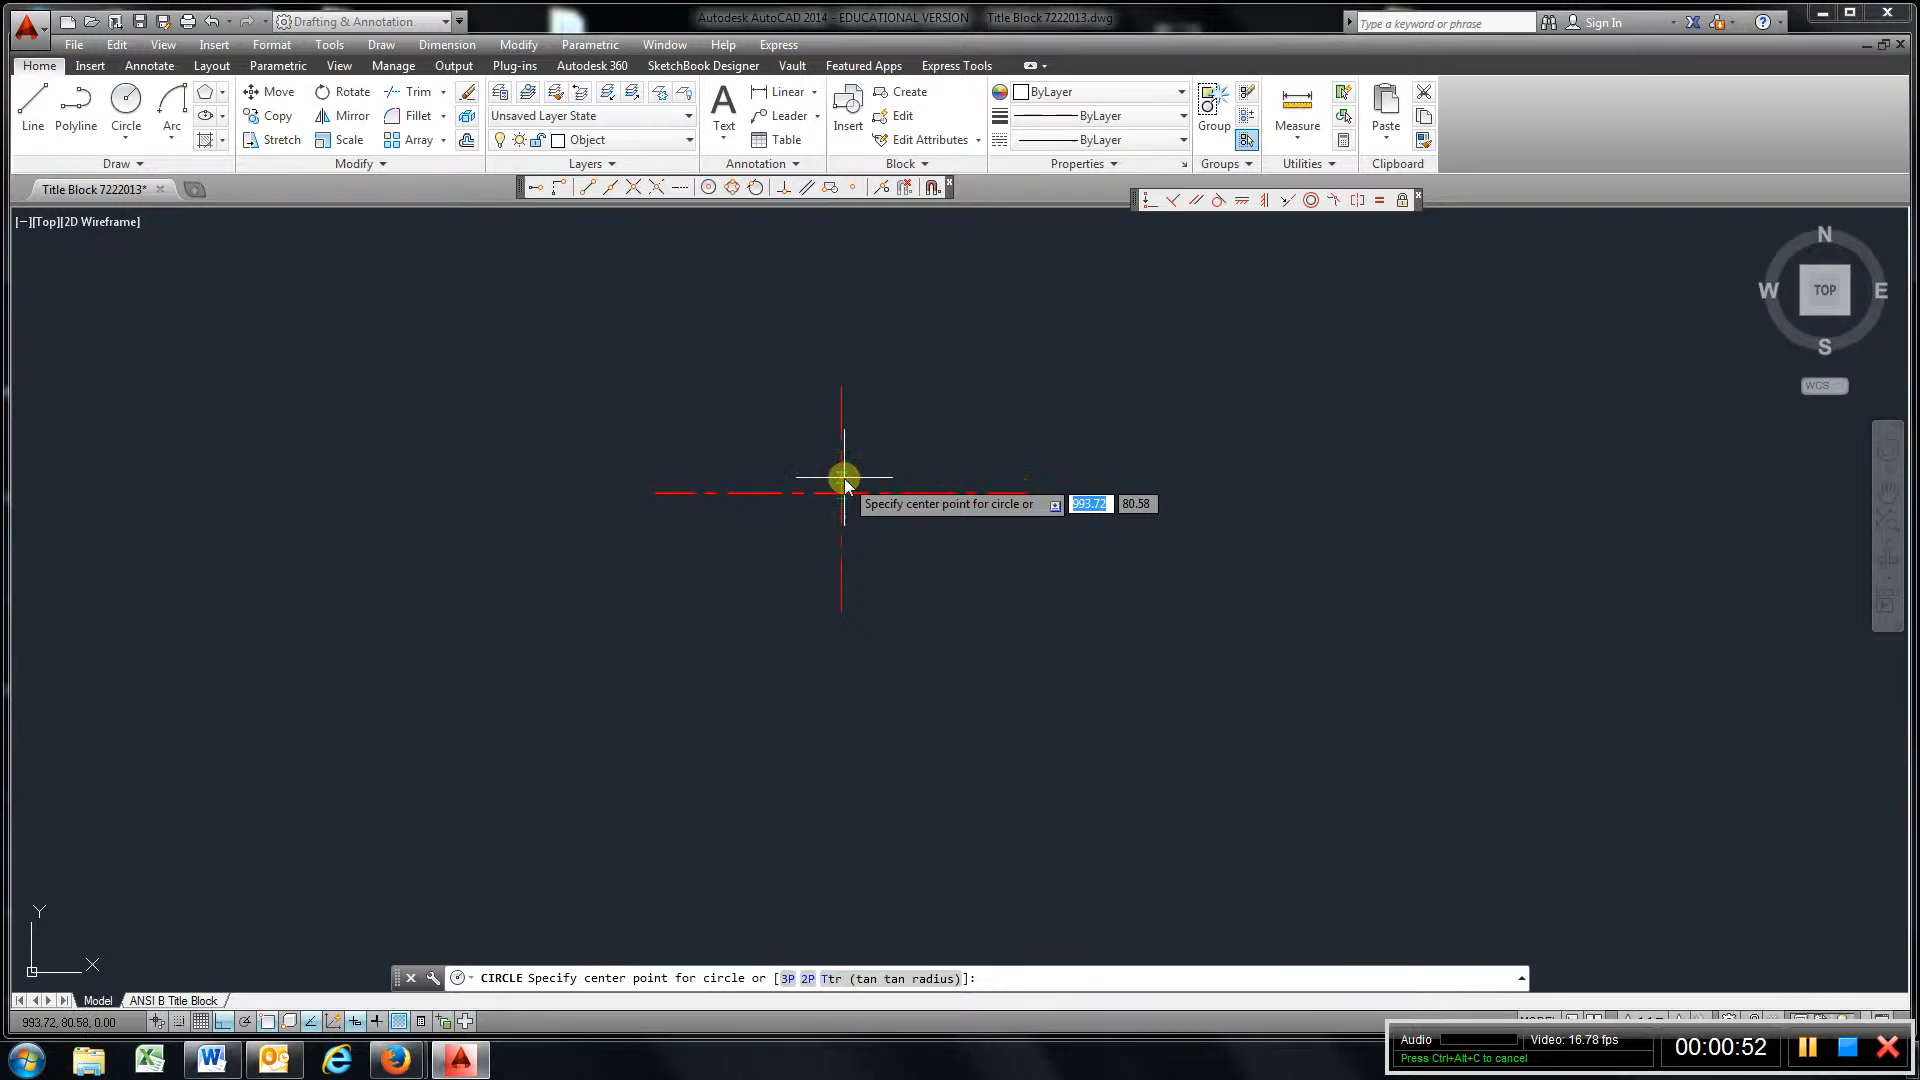 Drafting & Annotation
Autodesk AutoCAD 2014 - EDUCATIONAL VERSION Title Block 7222013.dwg
Type a keyword or phrase
Sign In
File Edit View Insert Format Tools Draw Dimension Modify Parametric Window Help Express
Home Insert Annotate Layout Parametric View Manage Output Plug-ins Autodesk 360 SketchBook Designer Vault Featured Apps Express Tools
Line
Polyline
Circle
Arc
Move Rotate Trim
Copy Mirror Fillet
Stretch Scale Array
Unsaved Layer State
Object
Text
Linear
Leader
Table
Insert
Create
Edit
Edit Attributes
ByLayer
ByLayer
ByLayer
Group
Measure
Paste
Draw Modify Layers Annotation Block Properties Groups Utilities Clipboard
Title Block 7222013*
[−][Top][2D Wireframe]
N
W TOP E
S
WCS
Specify center point for circle or 993.72 80.58
Y
X
CIRCLE Specify center point for circle or [3P 2P Ttr (tan tan radius)]:
Model ANSI B Title Block
993.72, 80.58, 0.00
Audio Video: 16.78 fps
Press Ctrl+Alt+C to cancel
00:00:52